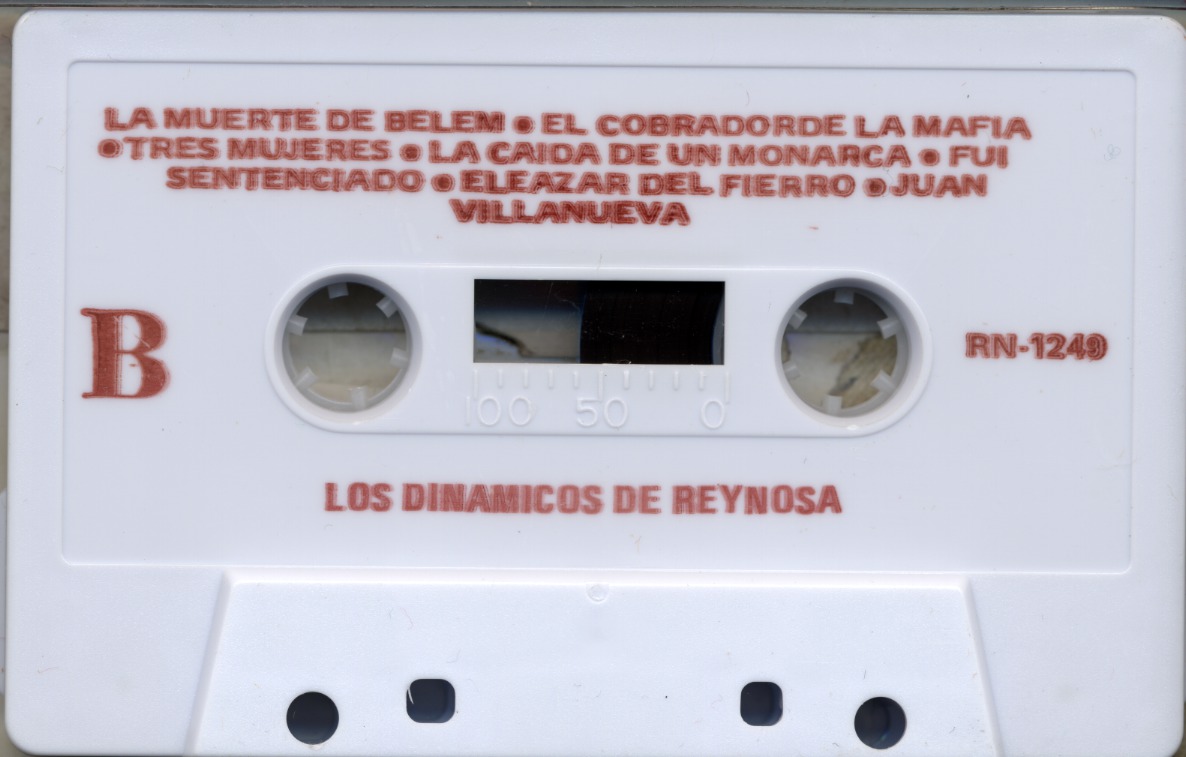 LA MUERTE DE BELEM • EL COBRADORDE LA MAFIA
• TRES MUJERES • LA CAIDA DE UN MONARCA • FUI
SENTENCIADO • ELEAZAR DEL FIERRO • JUAN
VILLANUEVA
B
RN-1249
100 50 0
LOS DINAMICOS DE REYNOSA